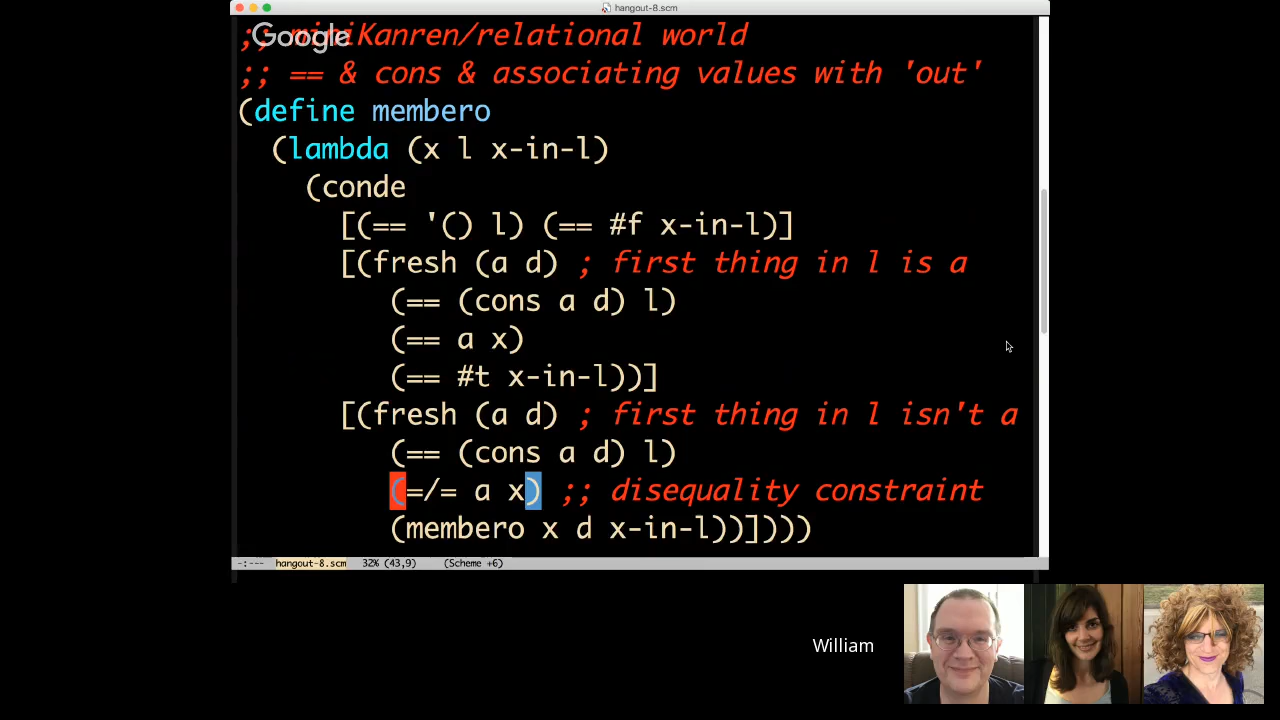 hangout-8.scm
Google
;; miniKanren/relational world
;; == & cons & associating values with 'out'
(define membero
(lambda (x l x-in-l)
(conde
[(== '() l) (== #f x-in-l)]
[(fresh (a d) ; first thing in l is a
(== (cons a d) l)
(== a x)
(== #t x-in-l))]
[(fresh (a d) ; first thing in l isn't a
(== (cons a d) l)
(=/= a x) ;; disequality constraint
(membero x d x-in-l))])))
-:--- hangout-8.scm 32% (43,9) (Scheme +6)
William